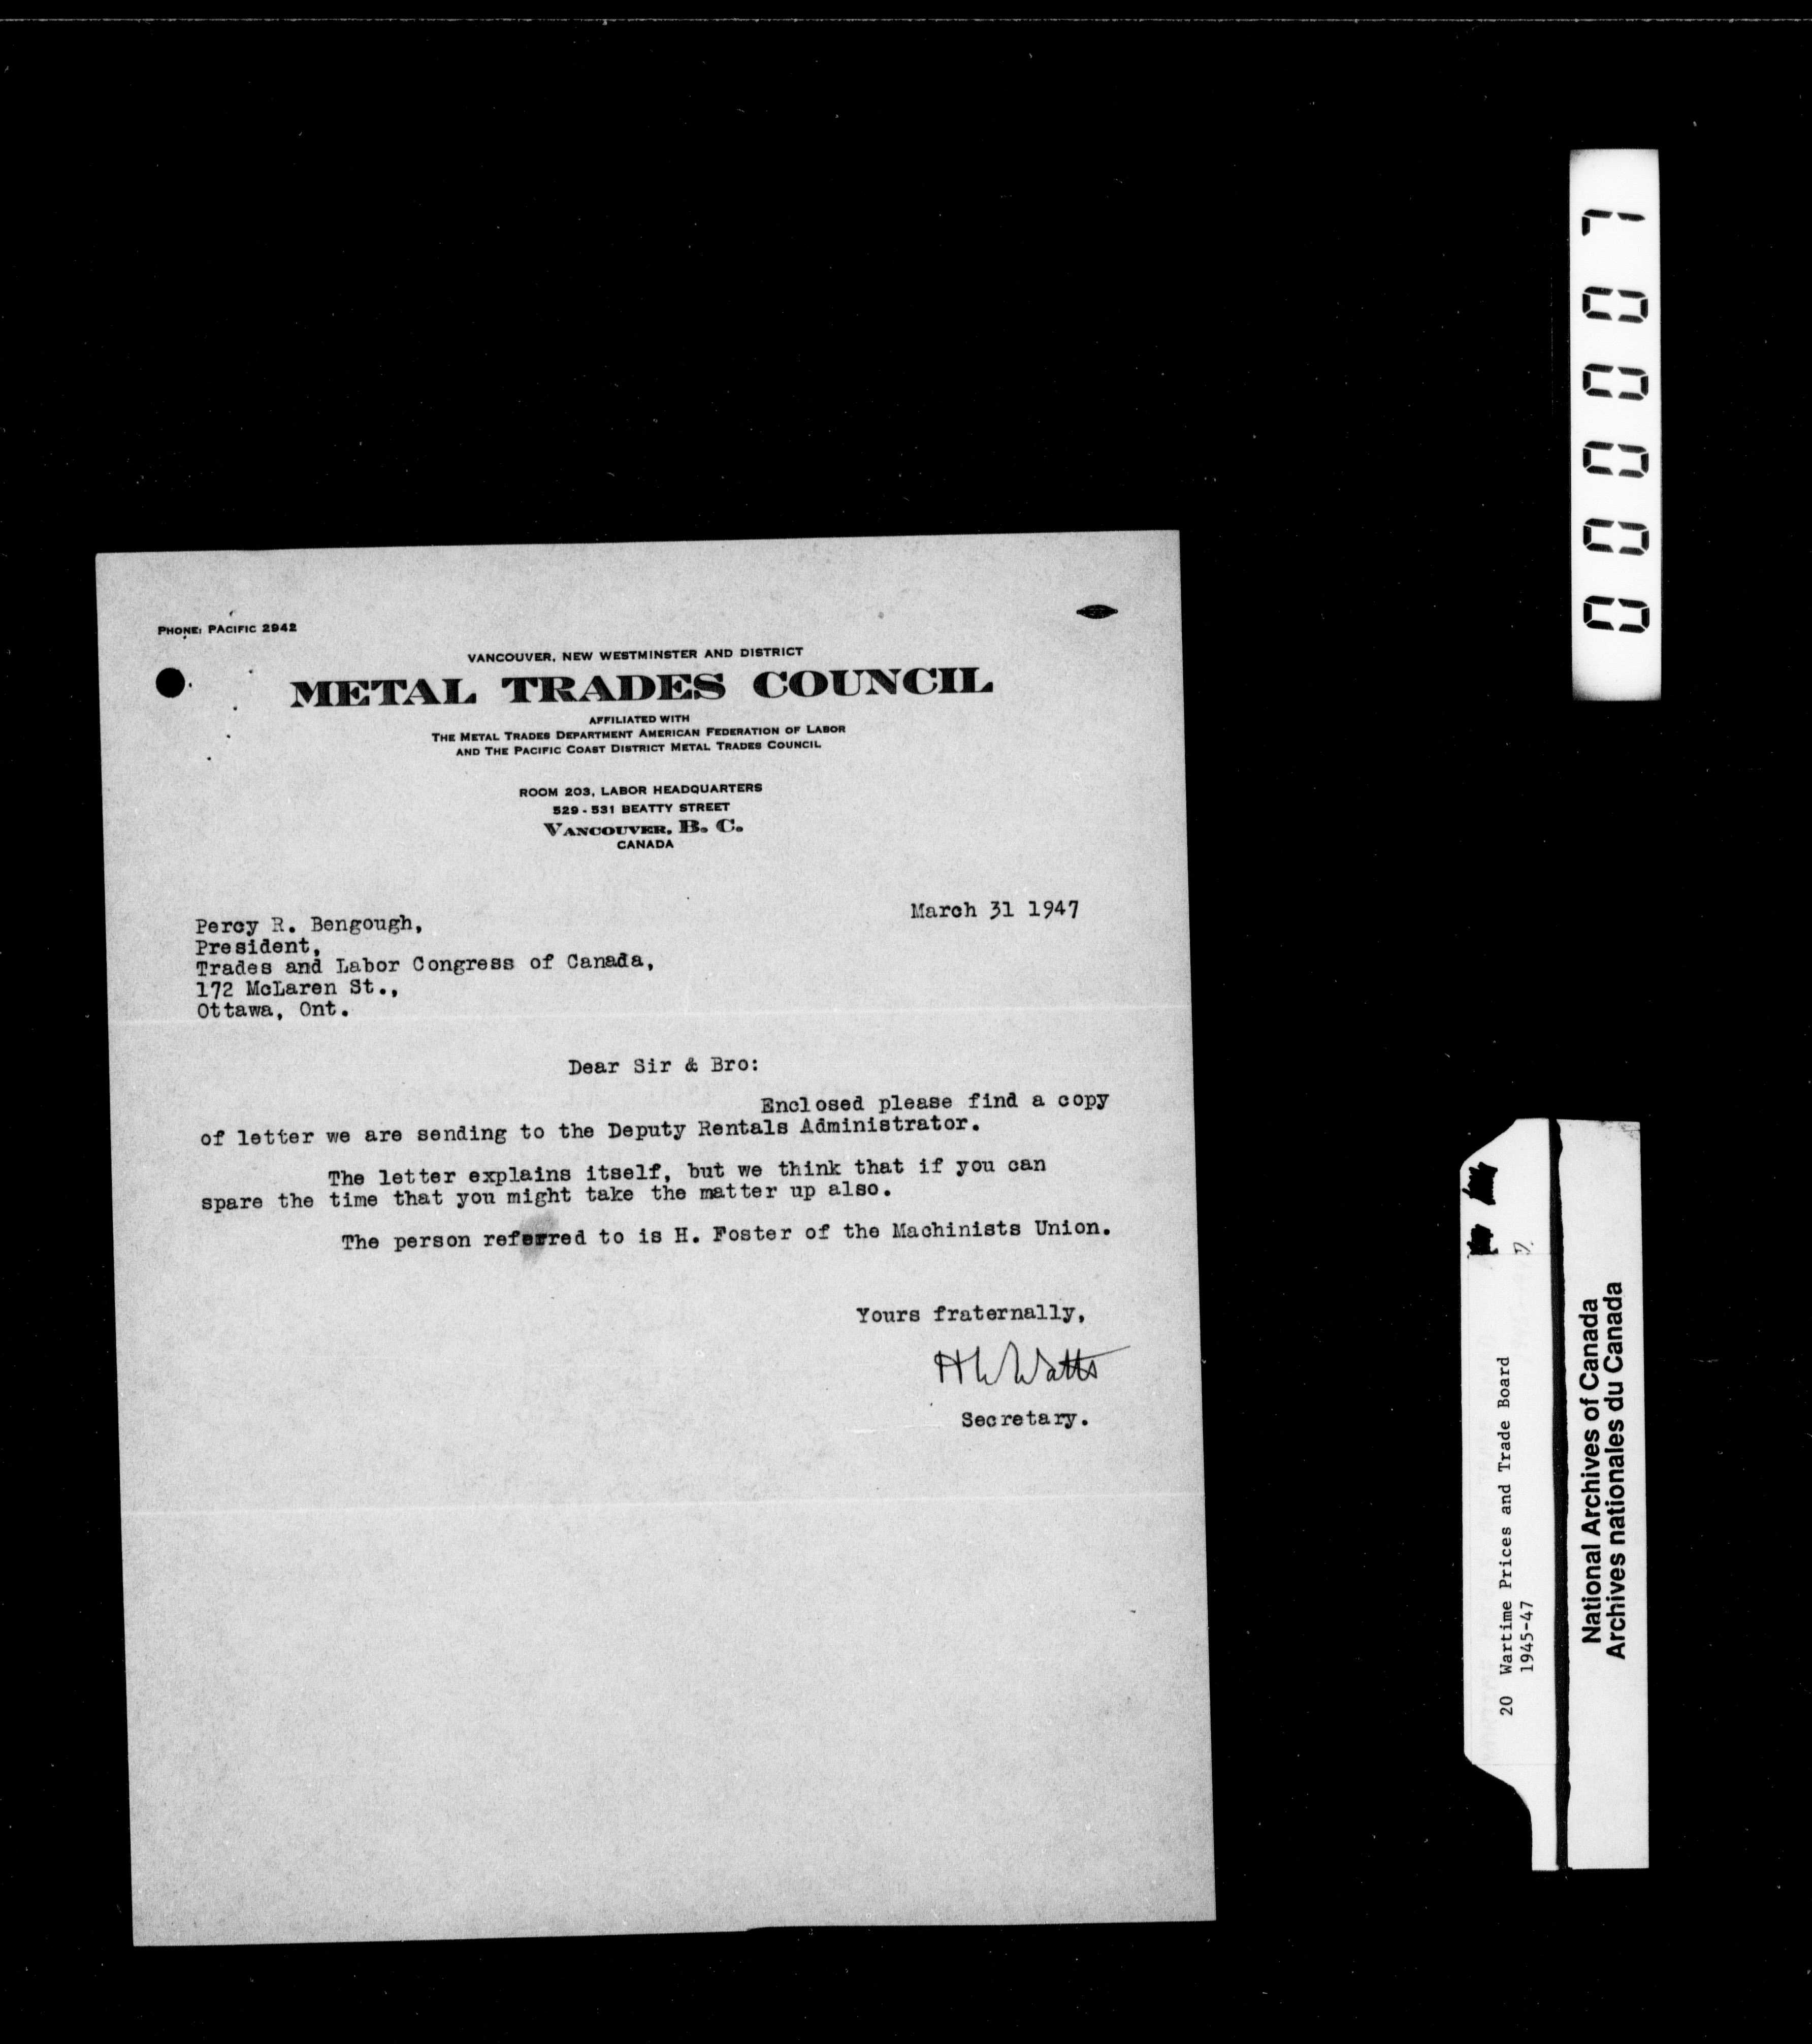 PHONE: PACIFIC 2942
VANCOUVER, NEW WESTMINSTER AND DISTRICT
METAL TRADES COUNCIL
AFFILIATED WITH
THE METAL TRADES DEPARTMENT AMERICAN FEDERATION OF LABOR
AND THE PACIFIC COAST DISTRICT METAL TRADES COUNCIL
ROOM 203, LABOR HEADQUARTERS
529 - 531 BEATTY STREET
VANCOUVER, B. C.
CANADA
March 31 1947
Percy R. Bengough,
President,
Trades and Labor Congress of Canada,
172 McLaren St.,
Ottawa, Ont.
Dear Sir & Bro:
Enclosed please find a copy
of letter we are sending to the Deputy Rentals Administrator.
The letter explains itself, but we think that if you can
spare the time that you might take the matter up also.
The person referred to is H. Foster of the Machinists Union.
Yours fraternally,
H W Watts
Secretary.
000007
20 Wartime Prices and Trade Board
1945-47
National Archives of Canada
Archives nationales du Canada